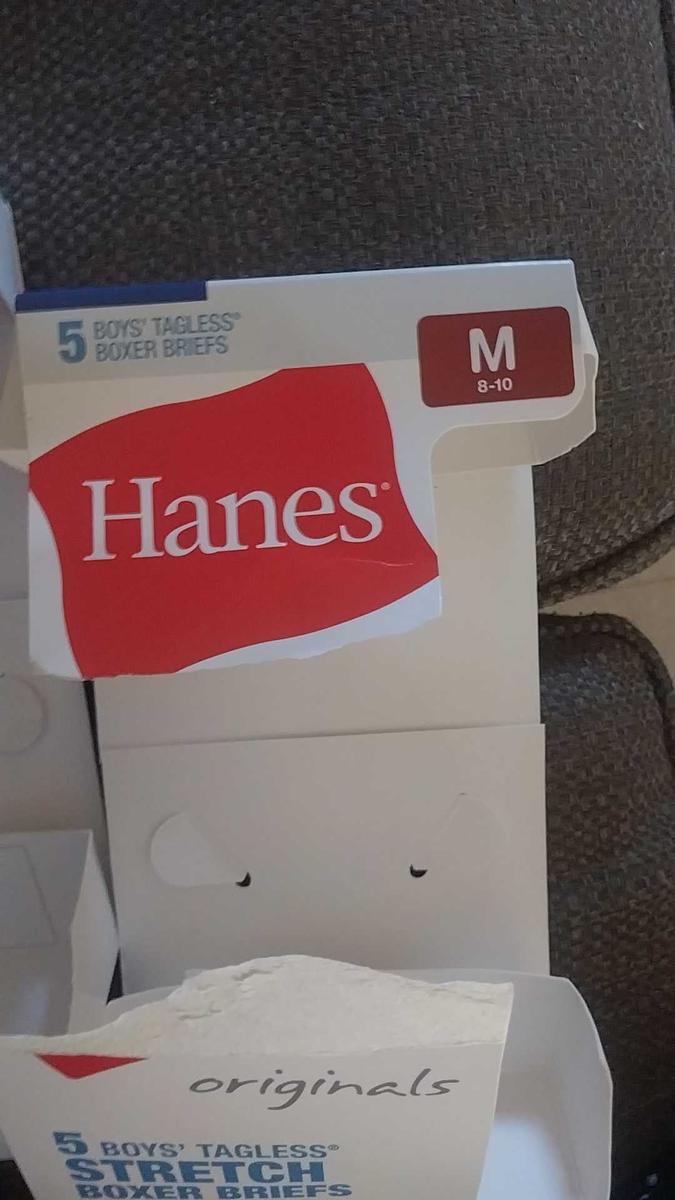 5 BOYS' TAGLESS®
BOXER BRIEFS
M
8-10
Hanes®
originals
5 BOYS' TAGLESS®
STRETCH
BOXER BRIEFS